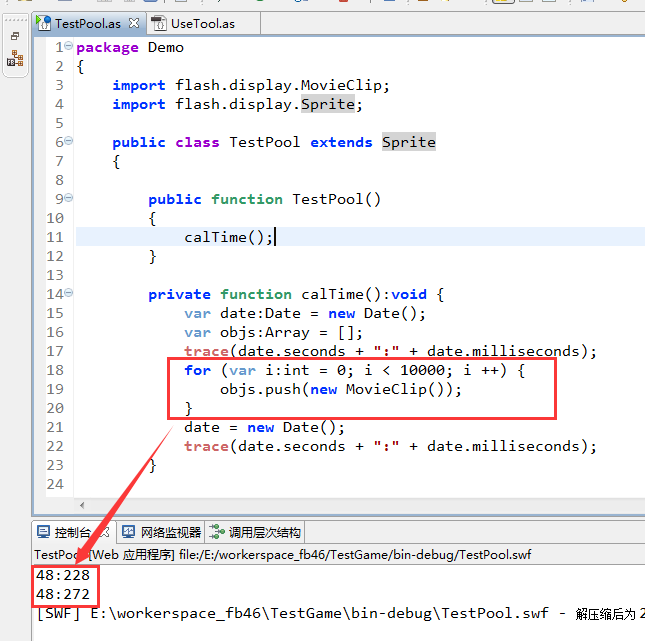 TestPool.as UseTool.as
1 package Demo
2 {
3 import flash.display.MovieClip;
4 import flash.display.Sprite;
5
6 public class TestPool extends Sprite
7 {
8
9 public function TestPool()
10 {
11 calTime();
12 }
13
14 private function calTime():void {
15 var date:Date = new Date();
16 var objs:Array = [];
17 trace(date.seconds + ":" + date.milliseconds);
18 for (var i:int = 0; i < 10000; i ++) {
19 objs.push(new MovieClip());
20 }
21 date = new Date();
22 trace(date.seconds + ":" + date.milliseconds);
23 }
24
控制台 网络监视器 调用层次结构
TestPool [Web 应用程序] file:/E:/workerspace_fb46/TestGame/bin-debug/TestPool.swf
48:228
48:272
[SWF] E:\workerspace_fb46\TestGame\bin-debug\TestPool.swf - 解压缩后为 2